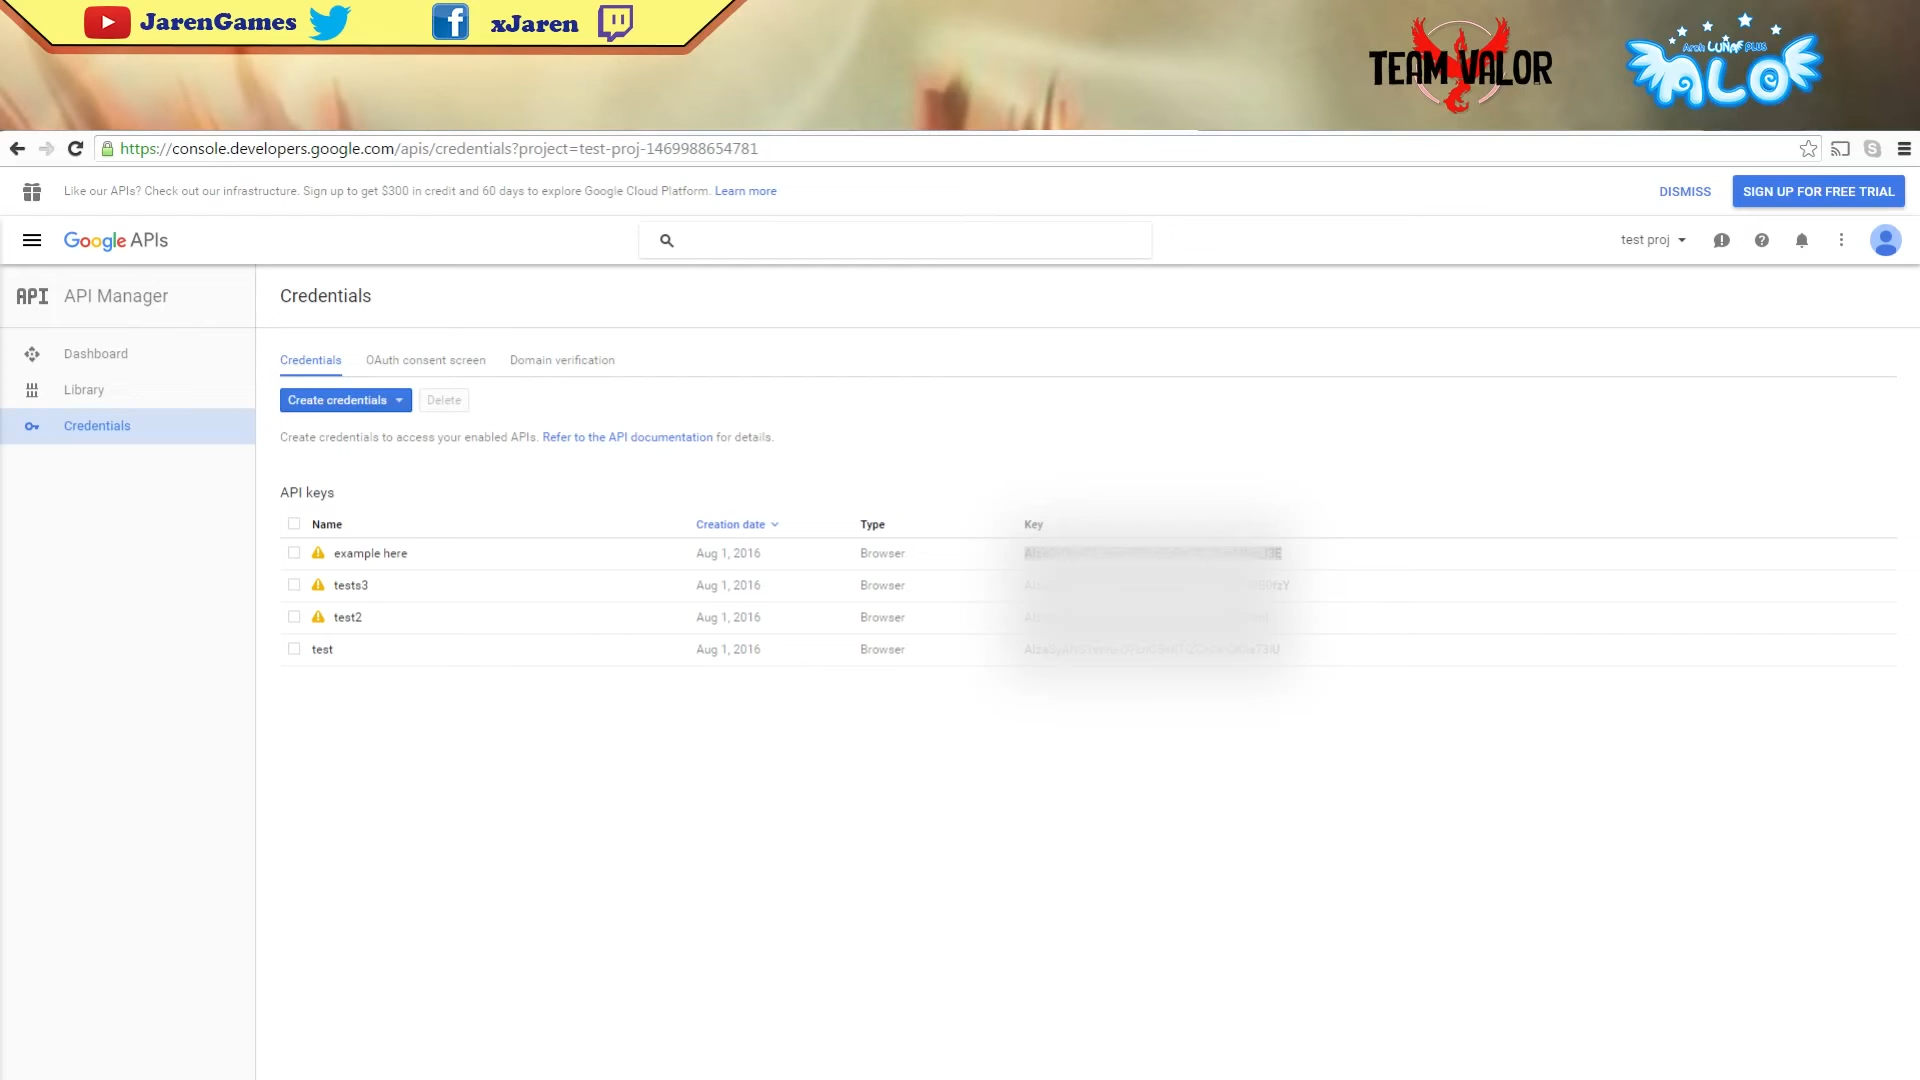 JarenGames
xJaren
TEAM VALOR
Arch LUNAR PLUS
ALO
https://console.developers.google.com/apis/credentials?project=test-proj-1469988654781
Like our APIs? Check out our infrastructure. Sign up to get $300 in credit and 60 days to explore Google Cloud Platform. Learn more
DISMISS
SIGN UP FOR FREE TRIAL
Google APIs
test proj
API API Manager
Credentials
Dashboard
Library
Credentials
Credentials OAuth consent screen Domain verification
Create credentials Delete
Create credentials to access your enabled APIs. Refer to the API documentation for details.
API keys
Name Creation date Type Key
example here Aug 1, 2016 Browser
tests3 Aug 1, 2016 Browser
test2 Aug 1, 2016 Browser
test Aug 1, 2016 Browser